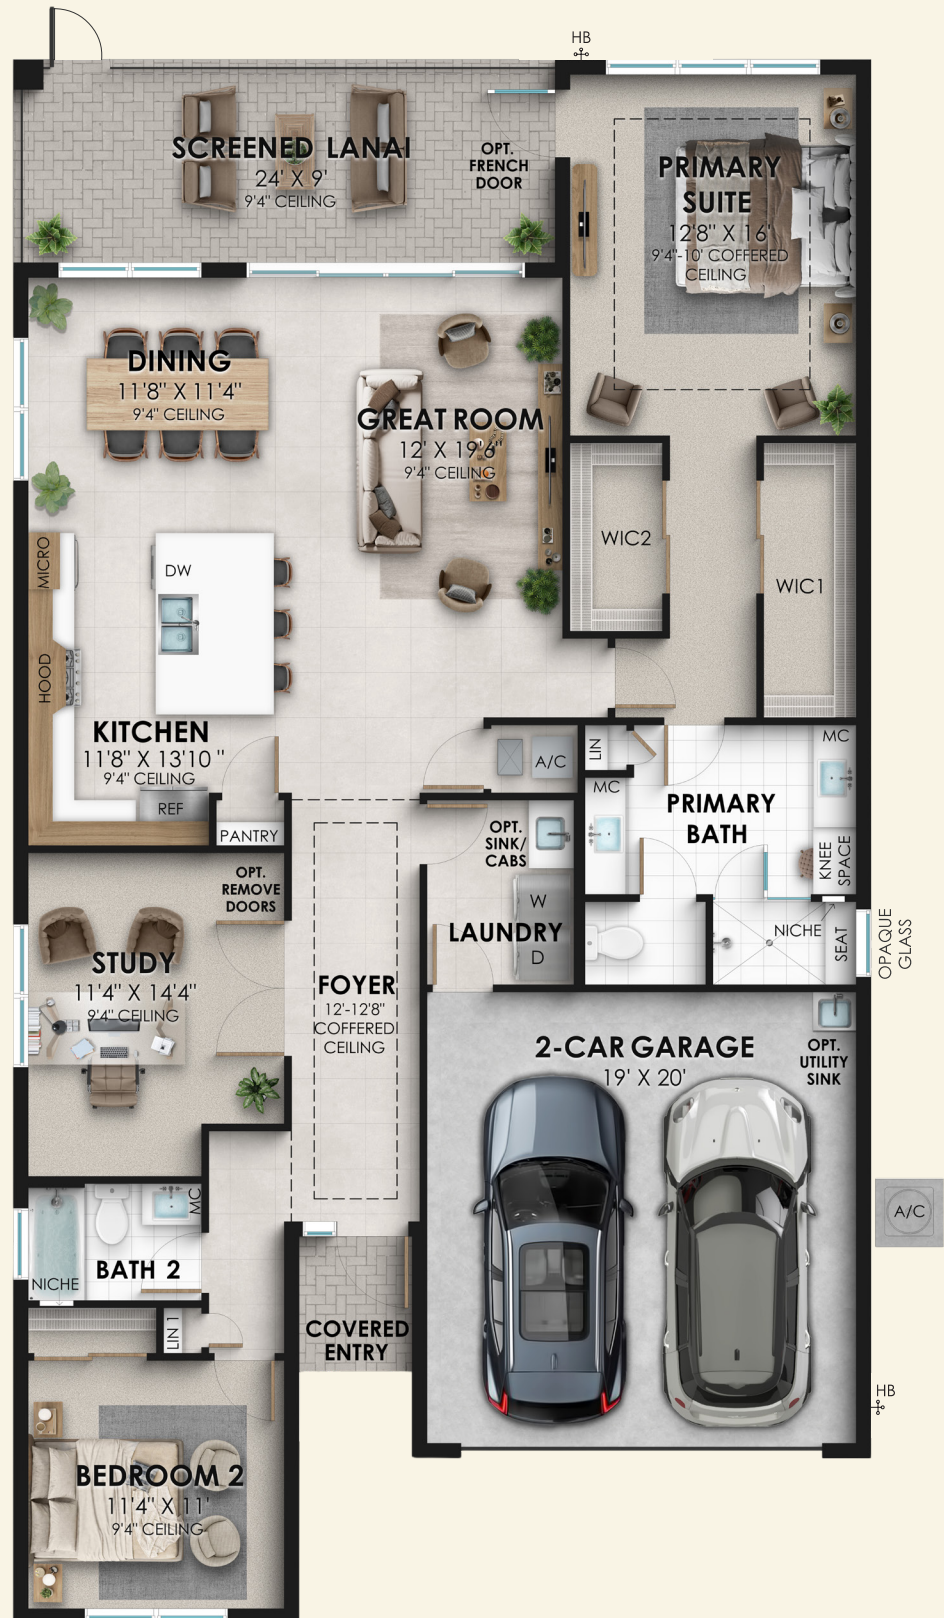 HB
SCREENED LANAI
24' X 9'
9'4" CEILING
OPT.
FRENCH
DOOR
PRIMARY
SUITE
12'8" X 16'
9'4"-10' COFFERED
CEILING
DINING
11'8" X 11'4"
9'4" CEILING
GREAT ROOM
12' X 19'6"
9'4" CEILING
WIC2
WIC1
MICRO
DW
HOOD
KITCHEN
11'8" X 13'10 "
9'4" CEILING
REF
PANTRY
A/C
LIN
MC
MC
PRIMARY
BATH
KNEE
SPACE
OPT.
SINK/
CABS
W
D
LAUNDRY
NICHE
SEAT
OPAQUE
GLASS
OPT.
REMOVE
DOORS
STUDY
11'4" X 14'4"
9'4" CEILING
FOYER
12'-12'8"
COFFERED
CEILING
2-CAR GARAGE
19' X 20'
OPT.
UTILITY
SINK
A/C
MC
BATH 2
NICHE
LIN 1
COVERED
ENTRY
HB
BEDROOM 2
11'4" X 11'
9'4" CEILING